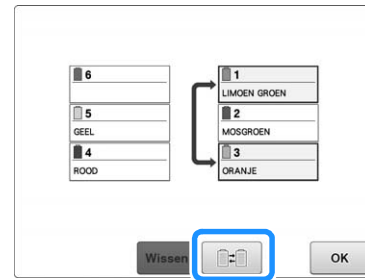 6
1
LIMOEN GROEN
5
GEEL
2
MOSGROEN
4
ROOD
3
ORANJE
Wissen
OK